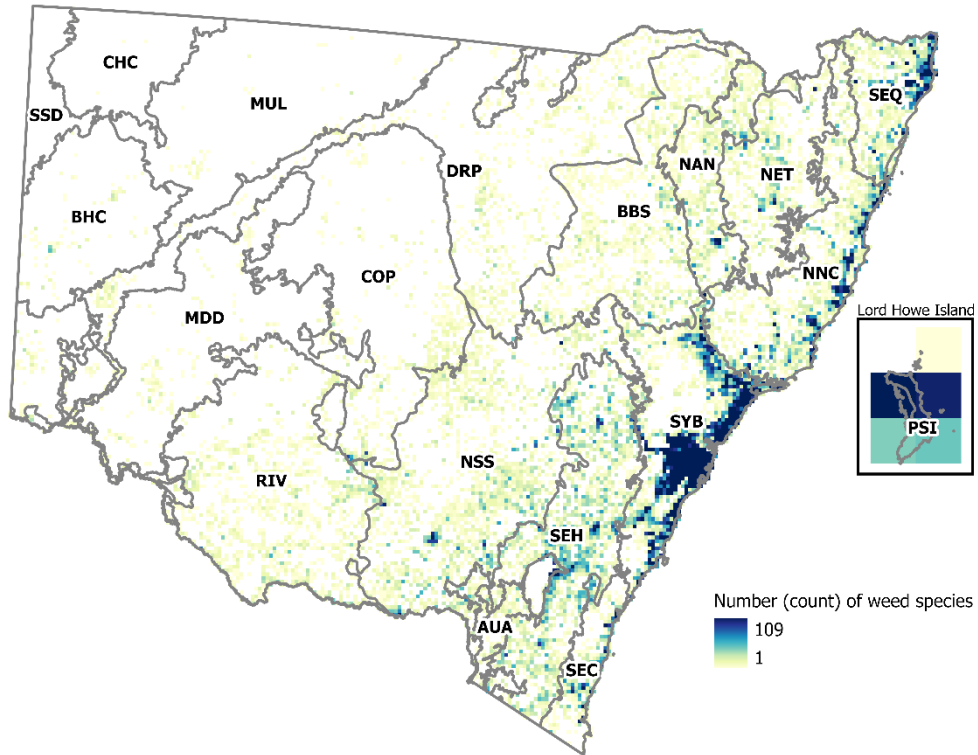 CHC
SSD
MUL
SEQ
DRP
NAN
NET
BHC
BBS
NNC
COP
MDD
Lord Howe Island
SYB
PSI
NSS
RIV
SEH
Number (count) of weed species
109
1
AUA
SEC